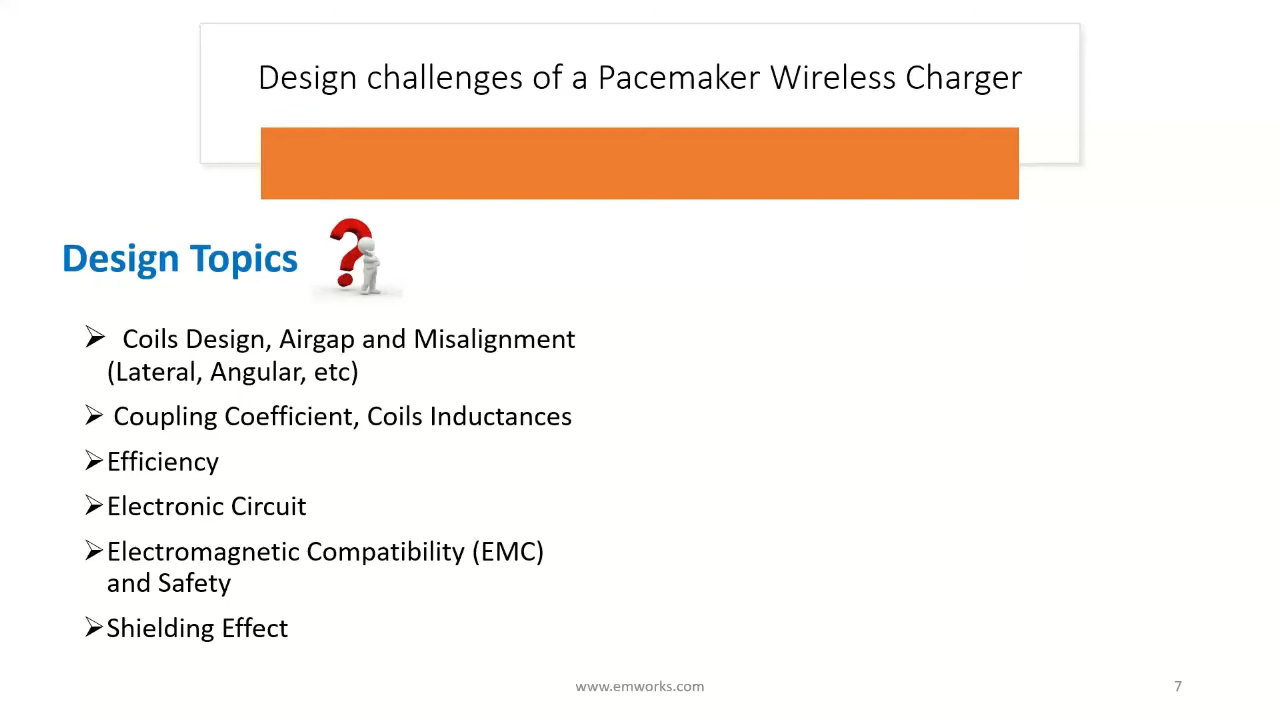 Design challenges of a Pacemaker Wireless Charger
Design Topics
➢ Coils Design, Airgap and Misalignment
(Lateral, Angular, etc)
➢ Coupling Coefficient, Coils Inductances
➢Efficiency
➢Electronic Circuit
➢Electromagnetic Compatibility (EMC)
and Safety
➢Shielding Effect
www.emworks.com
7